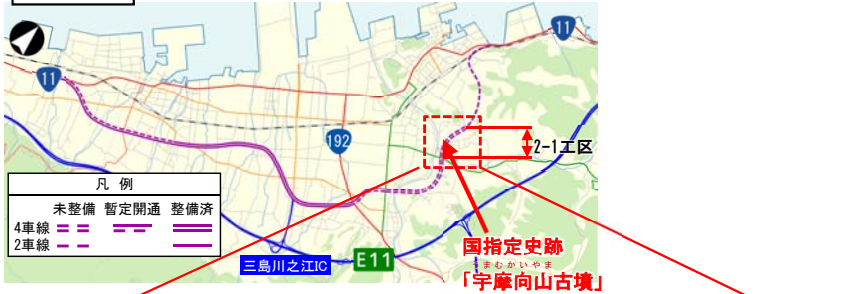 11
11
192
2-1工区
凡 例
未整備 暫定開通 整備済
4車線
2車線
国指定史跡
まむかいやま
「宇摩向山古墳」
三島川之江IC
E11